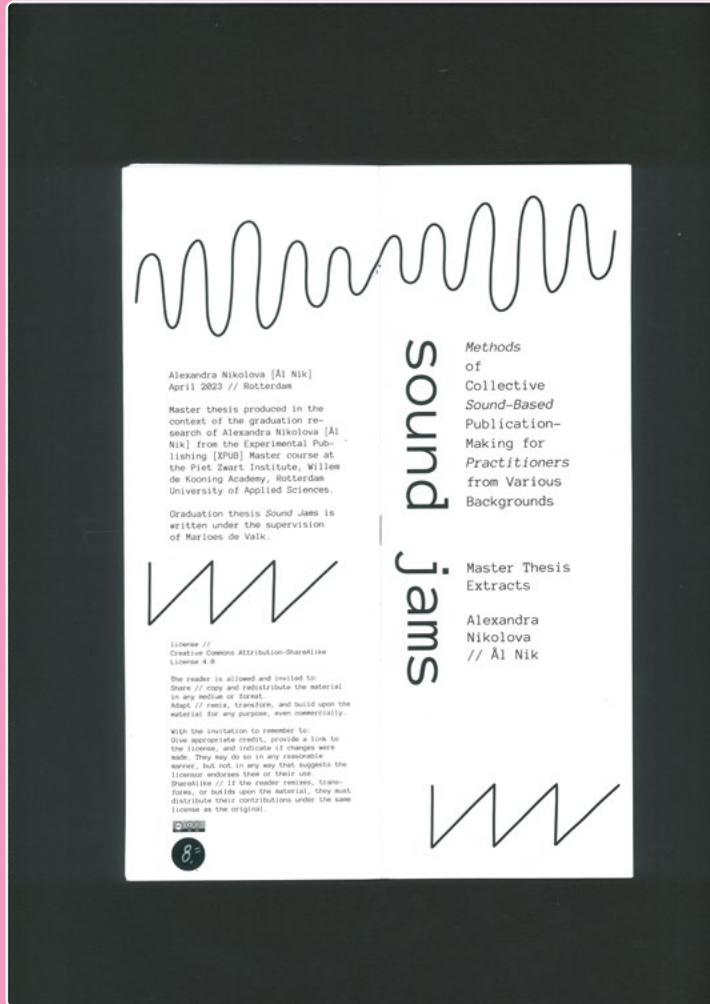 Alexandra Nikolova [Ål Nik]
April 2023 // Rotterdam
Master thesis produced in the
context of the graduation re-
search of Alexandra Nikolova [Ål
Nik] from the Experimental Pub-
lishing [XPUB] Master course at
the Piet Zwart Institute, Willem
de Kooning Academy, Rotterdam
University of Applied Sciences.
Graduation thesis Sound Jams is
written under the supervision
of Marloes de Valk.
license //
Creative Commons Attribution-ShareAlike
License 4.0
The reader is allowed and invited to:
Share // copy and redistribute the material
in any medium or format.
Adapt // remix, transform, and build upon the
material for any purpose, even commercially.
With the invitation to remember to:
Give appropriate credit, provide a link to
the license, and indicate if changes were
made. They may do so in any reasonable
manner, but not in any way that suggests the
licensor endorses them or their use.
ShareAlike // If the reader remixes, trans-
forms, or builds upon the material, they must
distribute their contributions under the same
license as the original.
8,=
sound jams
Methods
of
Collective
Sound-Based
Publication-
Making for
Practitioners
from Various
Backgrounds
Master Thesis
Extracts
Alexandra
Nikolova
// Ål Nik